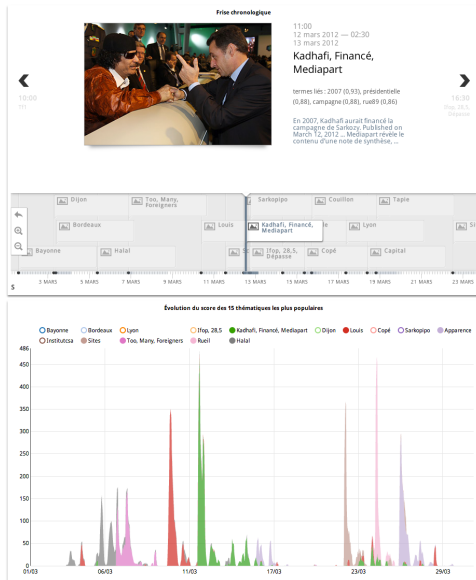 Frise chronologique
11:00
12 mars 2012 — 02:30
13 mars 2012
Kadhafi, Financé,
Mediapart
10:00
16:30
Ifop, 28,5,
Dépasse
termes liés : 2007 (0,93), présidentielle
(0,88), campagne (0,88), rue89 (0,86)
En 2007, Kadhafi aurait financé la
campagne de Sarkozy. Published on
March 12, 2012 ... Mediapart révèle le
contenu d'une note de synthèse, ...
Dijon
Too, Many,
Foreigners
Sarkopipo
Couillon
Tapie
Bordeaux
Louis
Kadhafi, Financé,
Mediapart
Lyon
Bayonne
Halal
Ifop, 28,5,
Dépasse
Copé
Capital
3 MARS 5 MARS 7 MARS 9 MARS 11 MARS 13 MARS 15 MARS 17 MARS 19 MARS 21 MARS 23 MARS
Évolution du score des 15 thématiques les plus populaires
Bayonne Bordeaux Lyon Ifop, 28,5 Kadhafi, Financé, Mediapart Dijon Louis Copé Sarkopipo Apparence
Institutcsa Sites Too, Many, Foreigners Rueil Halal
486
450
400
350
300
250
200
150
100
50
0
01/03 06/03 11/03 17/03 23/03 29/03